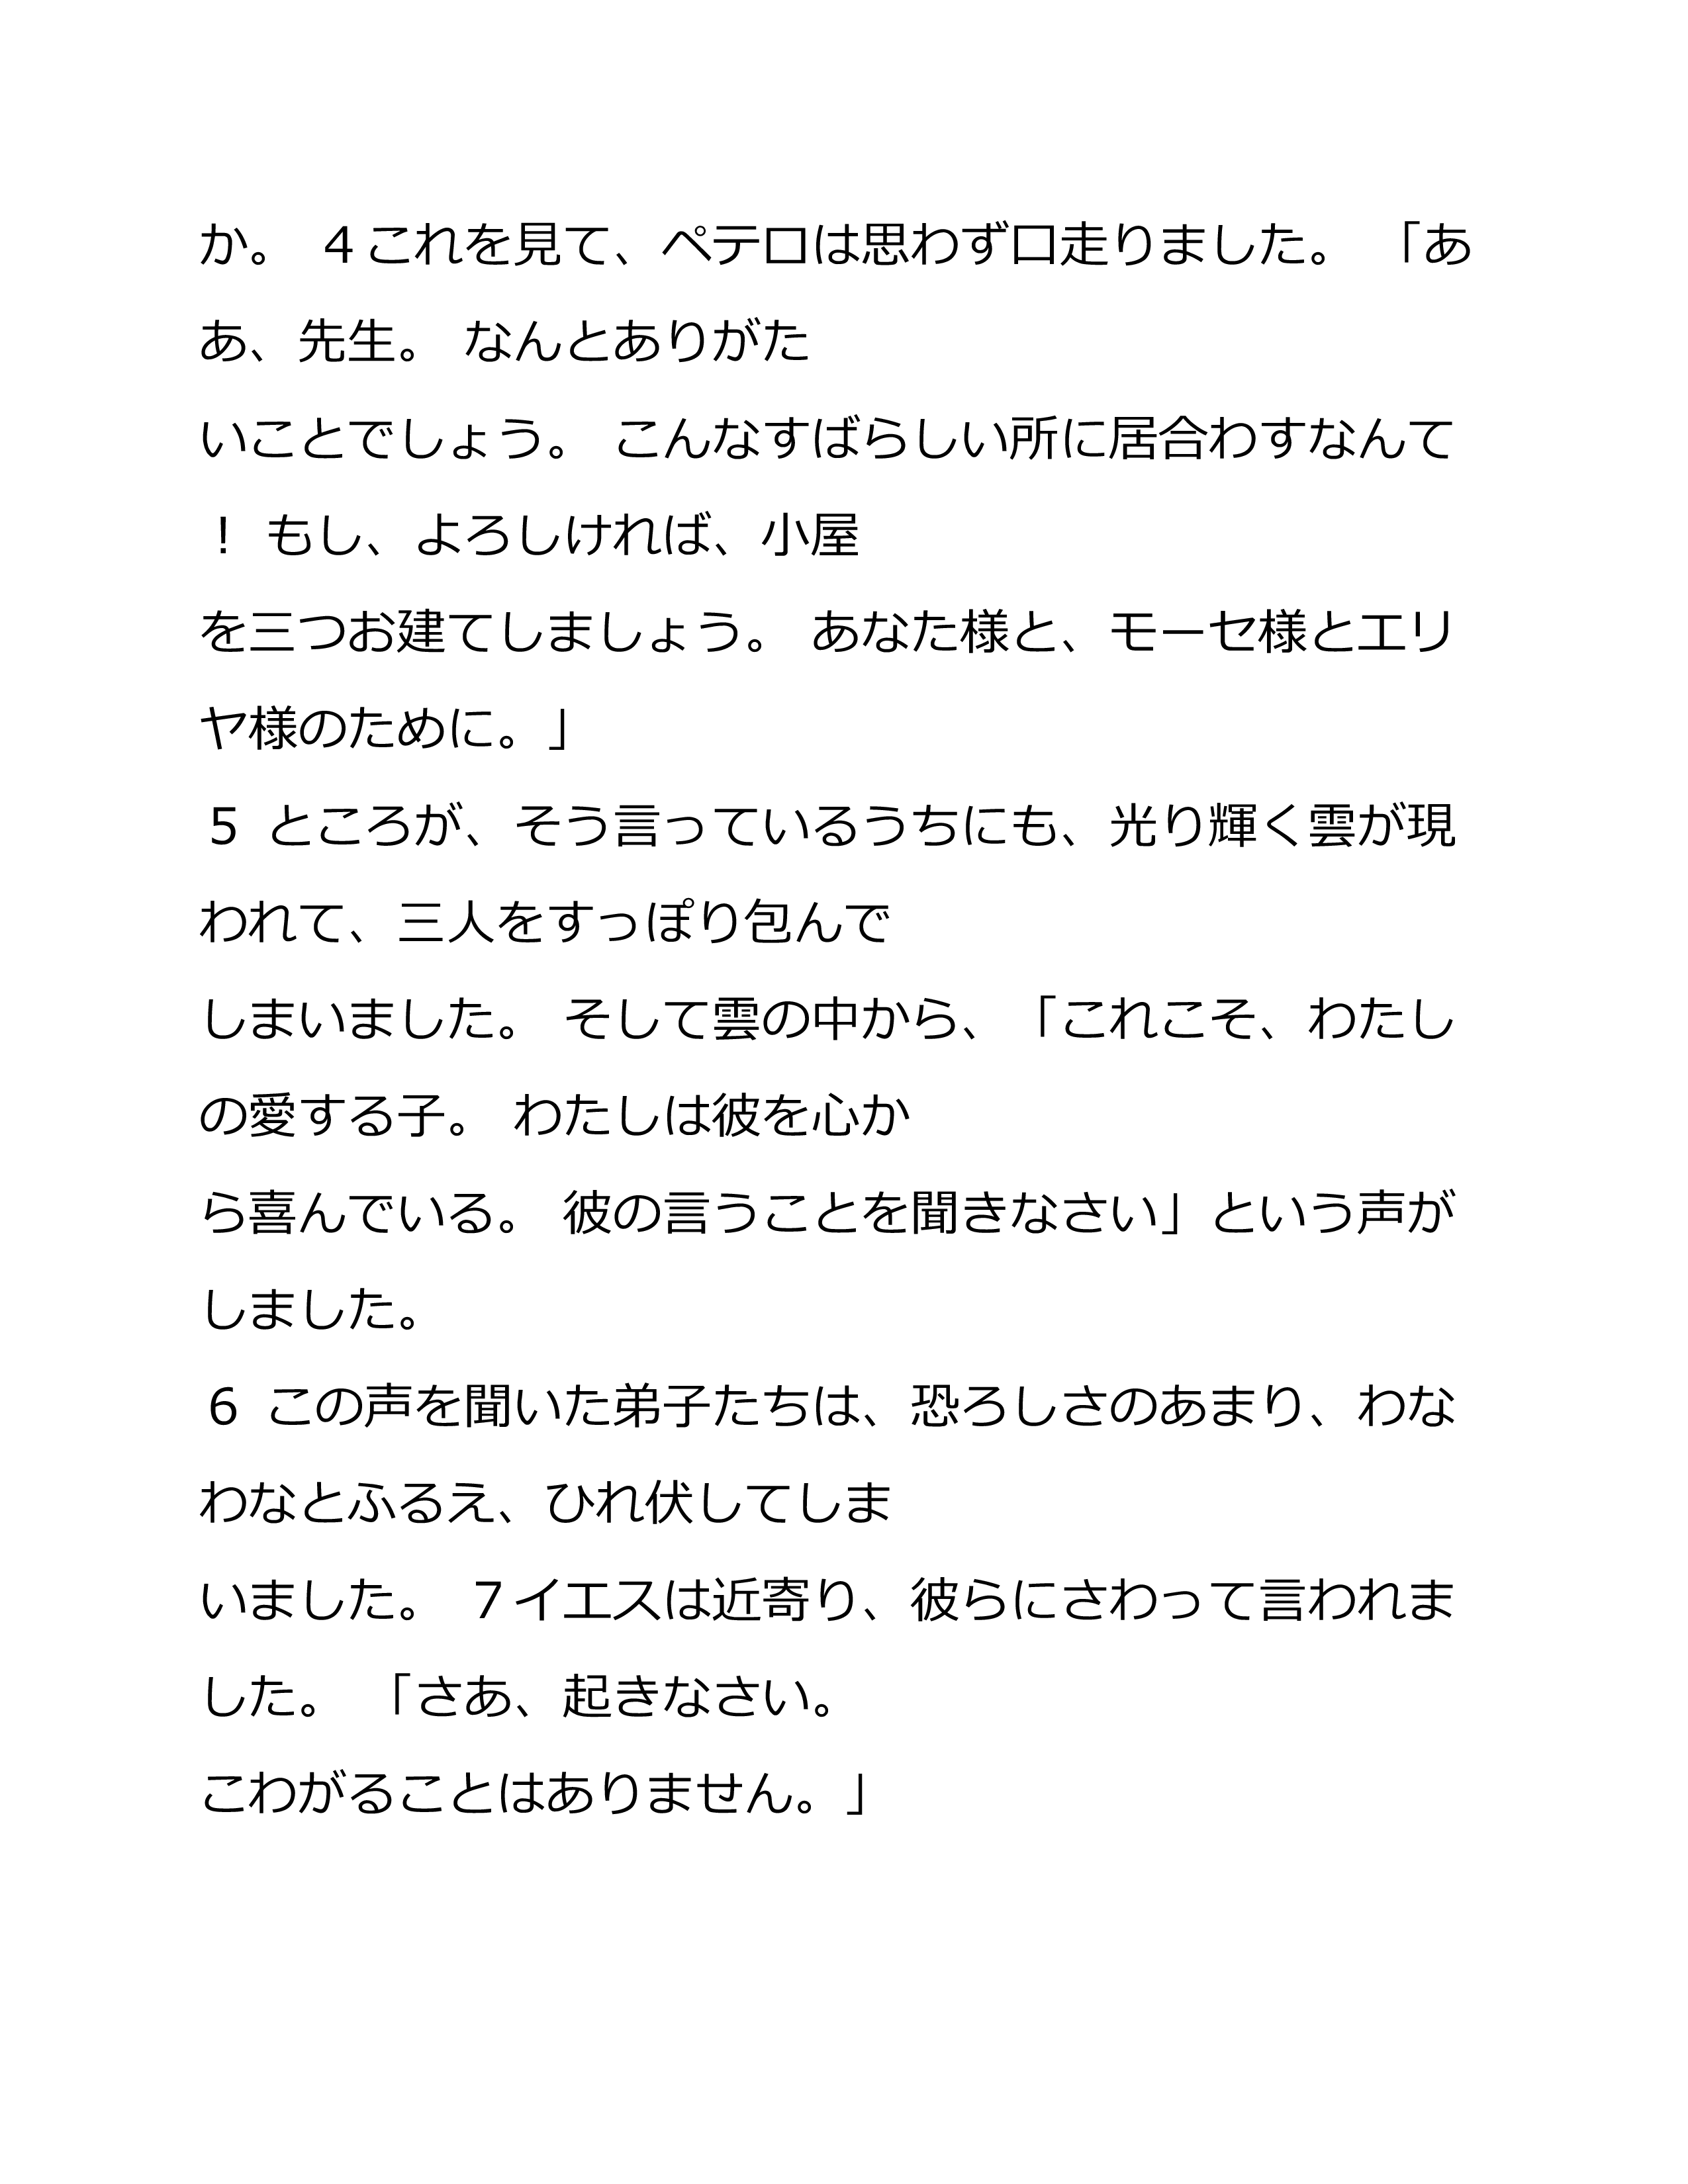 か。 ４これを見て、ペテロは思わず口走りました。 「あ
あ、先生。 なんとありがた
いことでしょう。 こんなすばらしい所に居合わすなんて
！ もし、よろしければ、小屋
を三つお建てしましょう。 あなた様と、モーセ様とエリ
ヤ様のために。」
５ ところが、そう言っているうちにも、光り輝く雲が現
われて、三人をすっぽり包んで
しまいました。 そして雲の中から、「これこそ、わたし
の愛する子。 わたしは彼を心か
ら喜んでいる。 彼の言うことを聞きなさい」という声が
しました。
６ この声を聞いた弟子たちは、恐ろしさのあまり、わな
わなとふるえ、ひれ伏してしま
いました。 ７イエスは近寄り、彼らにさわって言われま
した。 「さあ、起きなさい。
こわがることはありません。」